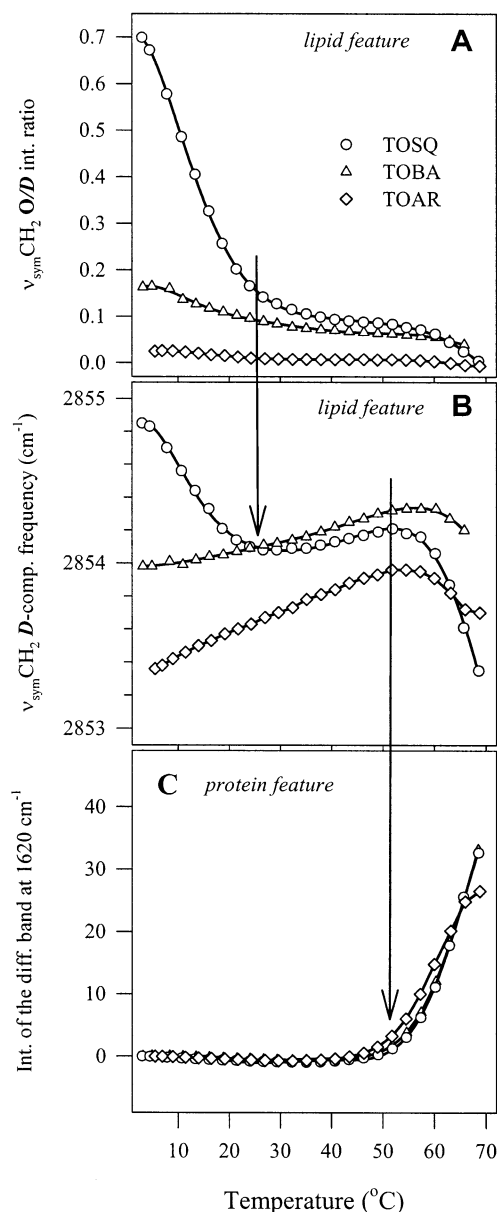 lipid feature A
0.7
0.6
0.5
0.4
0.3
0.2
0.1
0.0
νsymCH2 O/D int. ratio
TOSQ
TOBA
TOAR
lipid feature B
2855
2854
2853
νsymCH2 D-comp. frequency (cm-1)
C protein feature
40
30
20
10
0
Int. of the diff. band at 1620 cm-1
10 20 30 40 50 60 70
Temperature (oC)